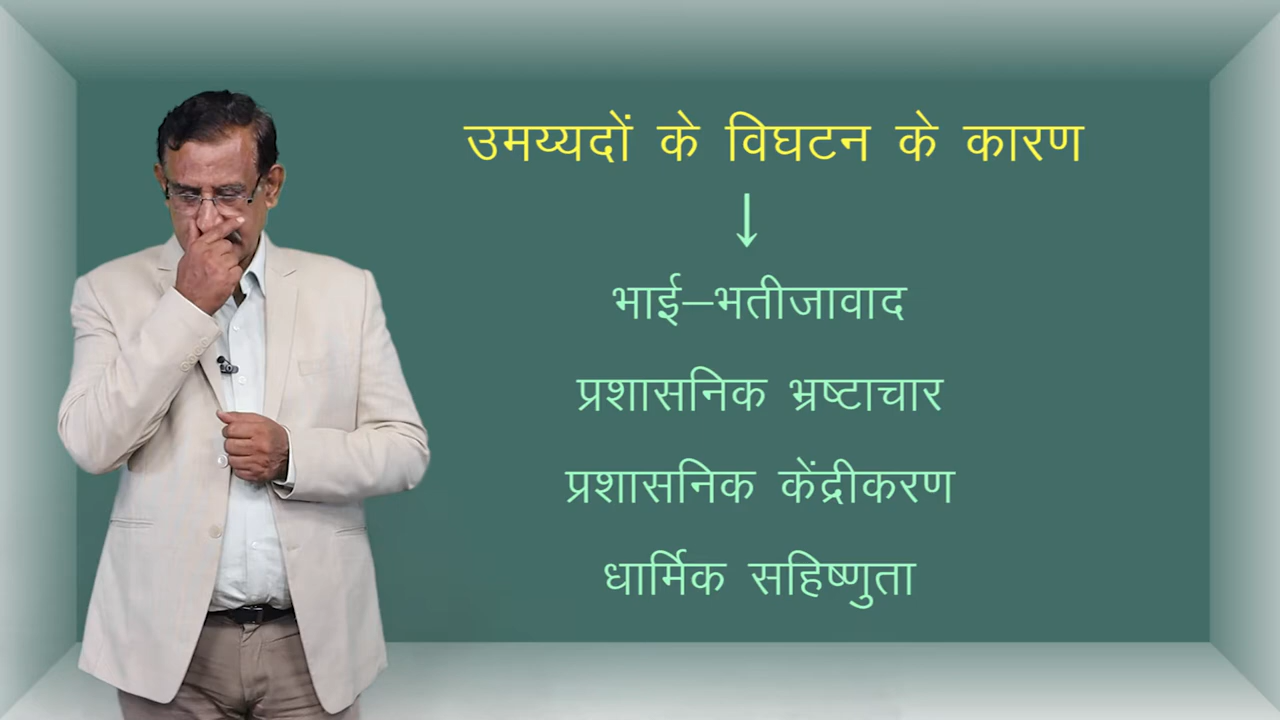 उमय्यदों के विघटन के कारण
↓
भाई–भतीजावाद
प्रशासनिक भ्रष्टाचार
प्रशासनिक केंद्रीकरण
धार्मिक सहिष्णुता